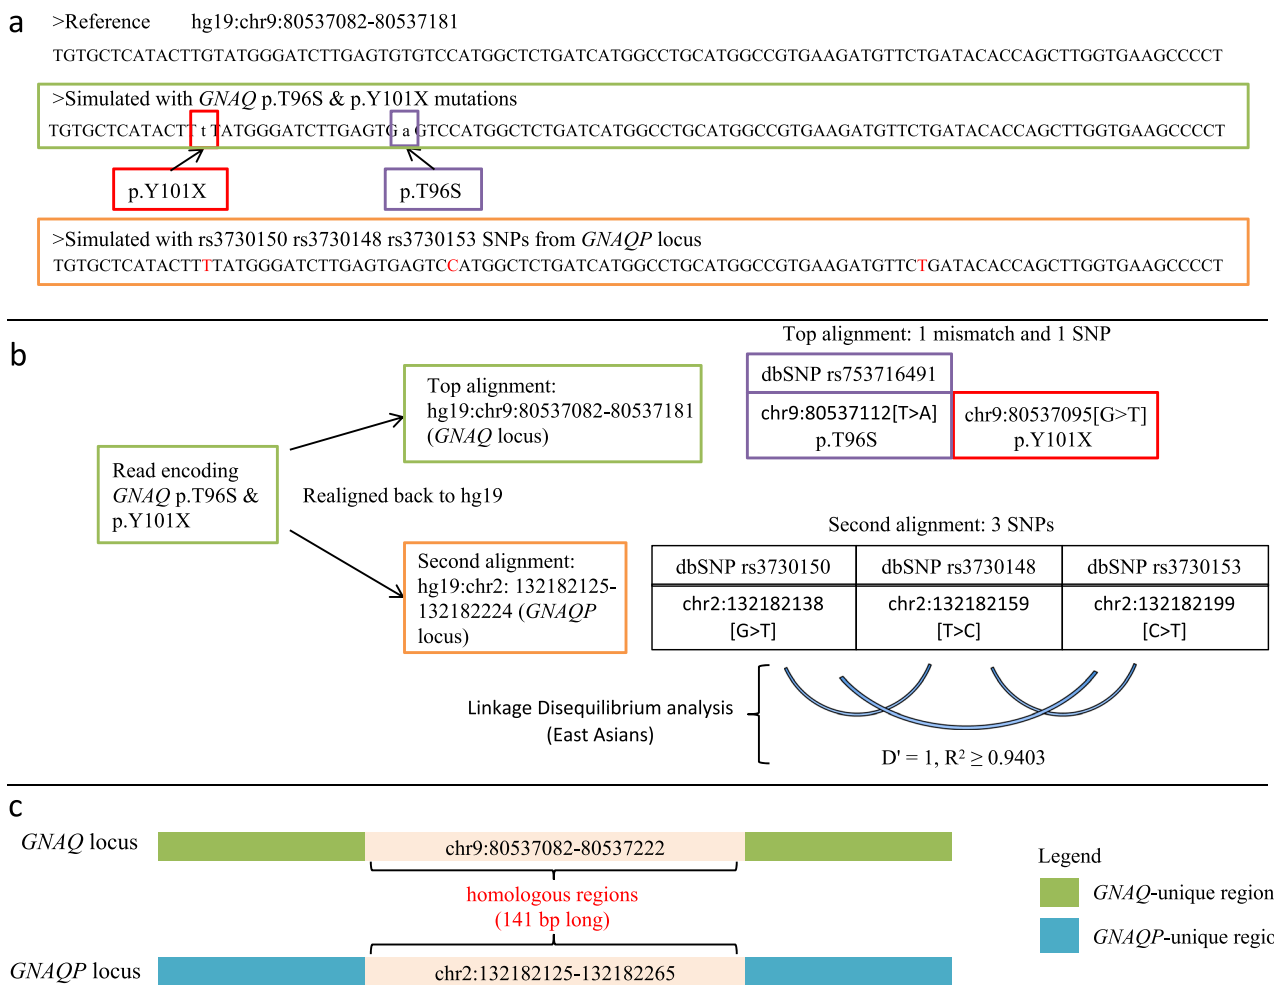 a
>Reference hg19:chr9:80537082-80537181
TGTGCTCATACTTGTATGGGATCTTGAGTGTGTCCATGGCTCTGATCATGGCCTGCATGGCCGTGAAGATGTTCTGATACACCAGCTTGGTGAAGCCCCT
>Simulated with GNAQ p.T96S & p.Y101X mutations
TGTGCTCATACTTtTATGGGATCTTGAGTGaGTCCATGGCTCTGATCATGGCCTGCATGGCCGTGAAGATGTTCTGATACACCAGCTTGGTGAAGCCCCT
p.Y101X
p.T96S
>Simulated with rs3730150 rs3730148 rs3730153 SNPs from GNAQP locus
TGTGCTCATACTTTTATGGGATCTTGAGTGAGTCCATGGCTCTGATCATGGCCTGCATGGCCGTGAAGATGTTCTGATACACCAGCTTGGTGAAGCCCCT
b
Top alignment: 1 mismatch and 1 SNP
Top alignment:
hg19:chr9:80537082-80537181
(GNAQ locus)
dbSNP rs753716491
chr9:80537112[T>A]
p.T96S
chr9:80537095[G>T]
p.Y101X
Read encoding
GNAQ p.T96S &
p.Y101X
Realigned back to hg19
Second alignment:
hg19:chr2: 132182125-
132182224 (GNAQP
locus)
Second alignment: 3 SNPs
dbSNP rs3730150 dbSNP rs3730148 dbSNP rs3730153
chr2:132182138 chr2:132182159 chr2:132182199
[G>T] [T>C] [C>T]
Linkage Disequilibrium analysis
(East Asians)
D' = 1, R² ≥ 0.9403
c
GNAQ locus
chr9:80537082-80537222
homologous regions
(141 bp long)
GNAQP locus
chr2:132182125-132182265
Legend
GNAQ-unique region
GNAQP-unique regio